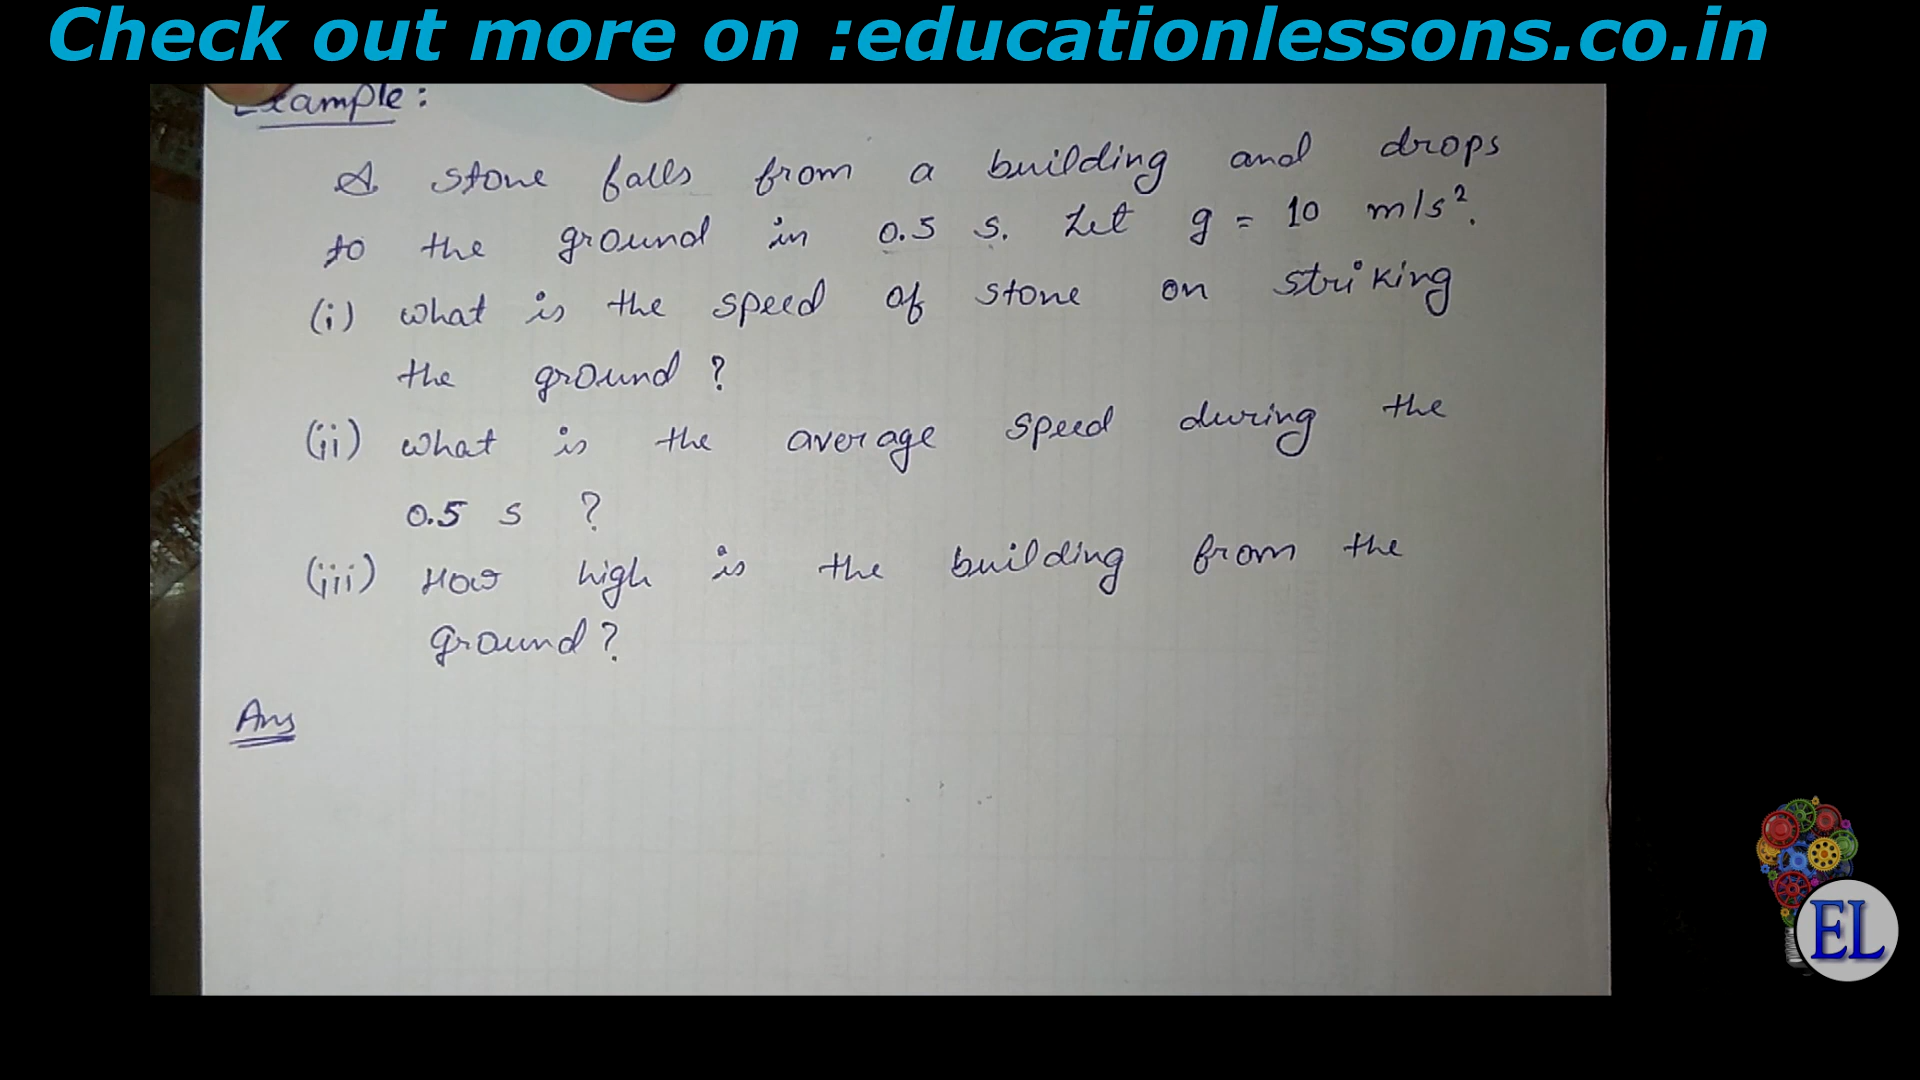 Check out more on :educationlessons.co.in
Example:
A stone falls from a building and drops
to the ground in 0.5 s. Let g = 10 m/s².
(i) what is the speed of stone on striking
the ground?
(ii) what is the average speed during the
0.5 s ?
(iii) How high is the building from the
ground?
Ans
EL